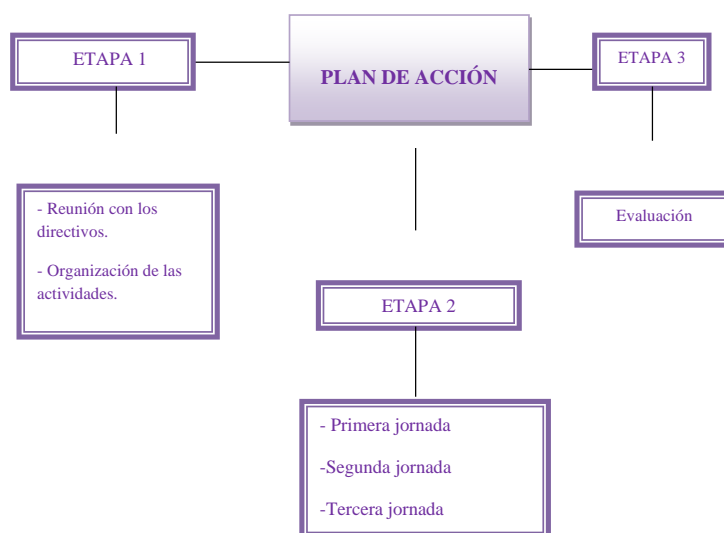 PLAN DE ACCIÓN
ETAPA 1
- Reunión con los
directivos.
- Organización de las
actividades.
ETAPA 2
- Primera jornada
-Segunda jornada
-Tercera jornada
ETAPA 3
Evaluación